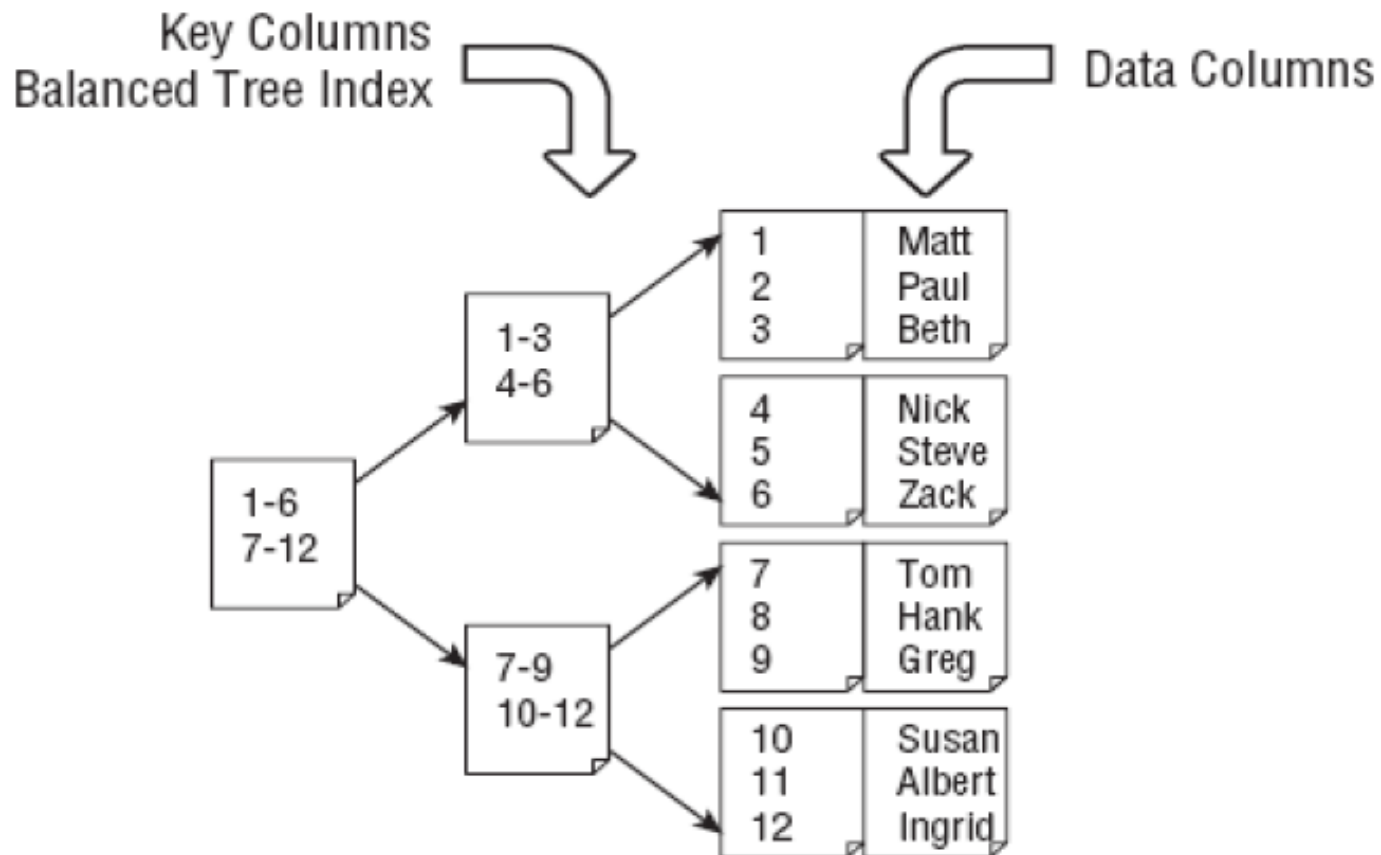 Key Columns
Balanced Tree Index
Data Columns
1-6
7-12
1-3
4-6
7-9
10-12
1 Matt
2 Paul
3 Beth
4 Nick
5 Steve
6 Zack
7 Tom
8 Hank
9 Greg
10 Susan
11 Albert
12 Ingrid